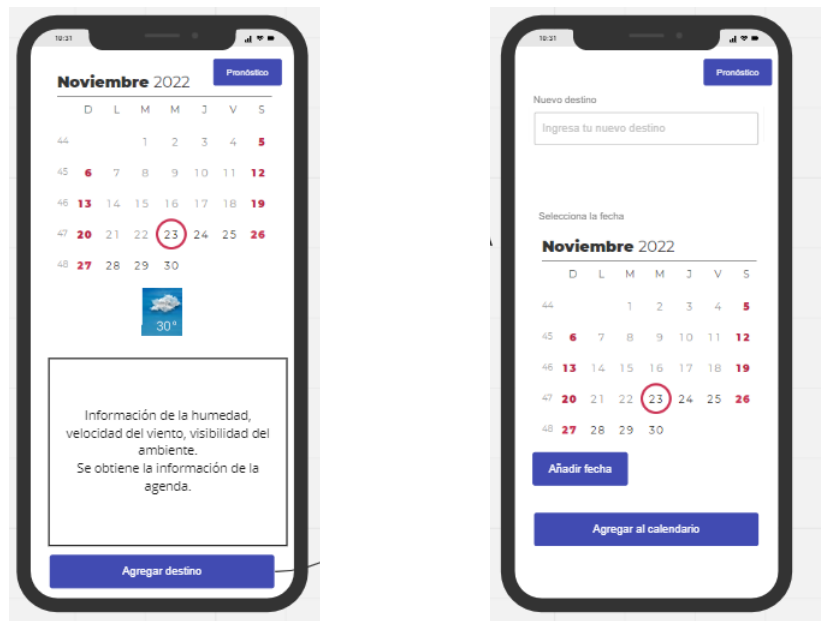 10:31
Pronóstico
Noviembre 2022
D L M M J V S
44 1 2 3 4 5
45 6 7 8 9 10 11 12
46 13 14 15 16 17 18 19
47 20 21 22 23 24 25 26
48 27 28 29 30
30°
Información de la humedad,
velocidad del viento, visibilidad del
ambiente.
Se obtiene la información de la
agenda.
Agregar destino
10:31
Pronóstico
Nuevo destino
Ingresa tu nuevo destino
Selecciona la fecha
Noviembre 2022
D L M M J V S
44 1 2 3 4 5
45 6 7 8 9 10 11 12
46 13 14 15 16 17 18 19
47 20 21 22 23 24 25 26
48 27 28 29 30
Añadir fecha
Agregar al calendario